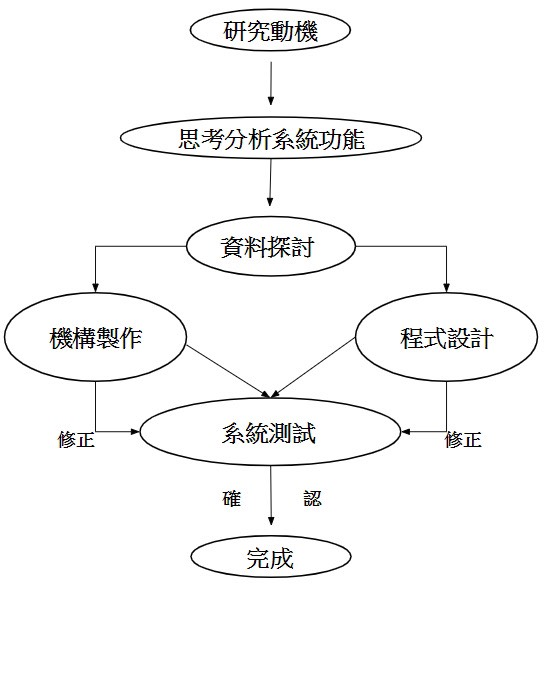 研究動機
思考分析系統功能
資料探討
機構製作
程式設計
系統測試
修正
修正
確 認
完成